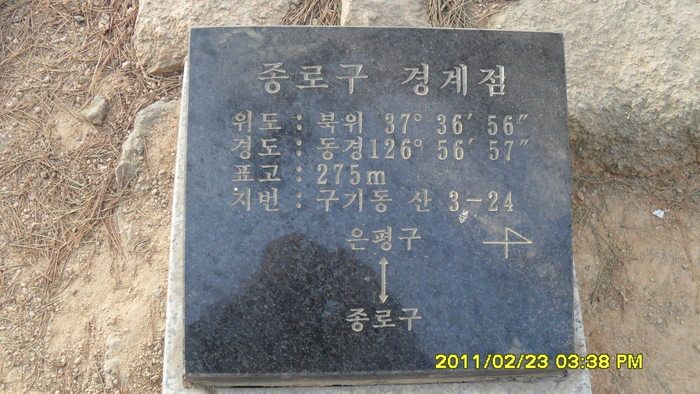 종로구 경계점
위도 : 북위 37° 36′ 56″
경도 : 동경126° 56′ 57″
표고 : 275m
지번 : 구기동 산 3-24
은평구
종로구
2011/02/23 03:38 PM